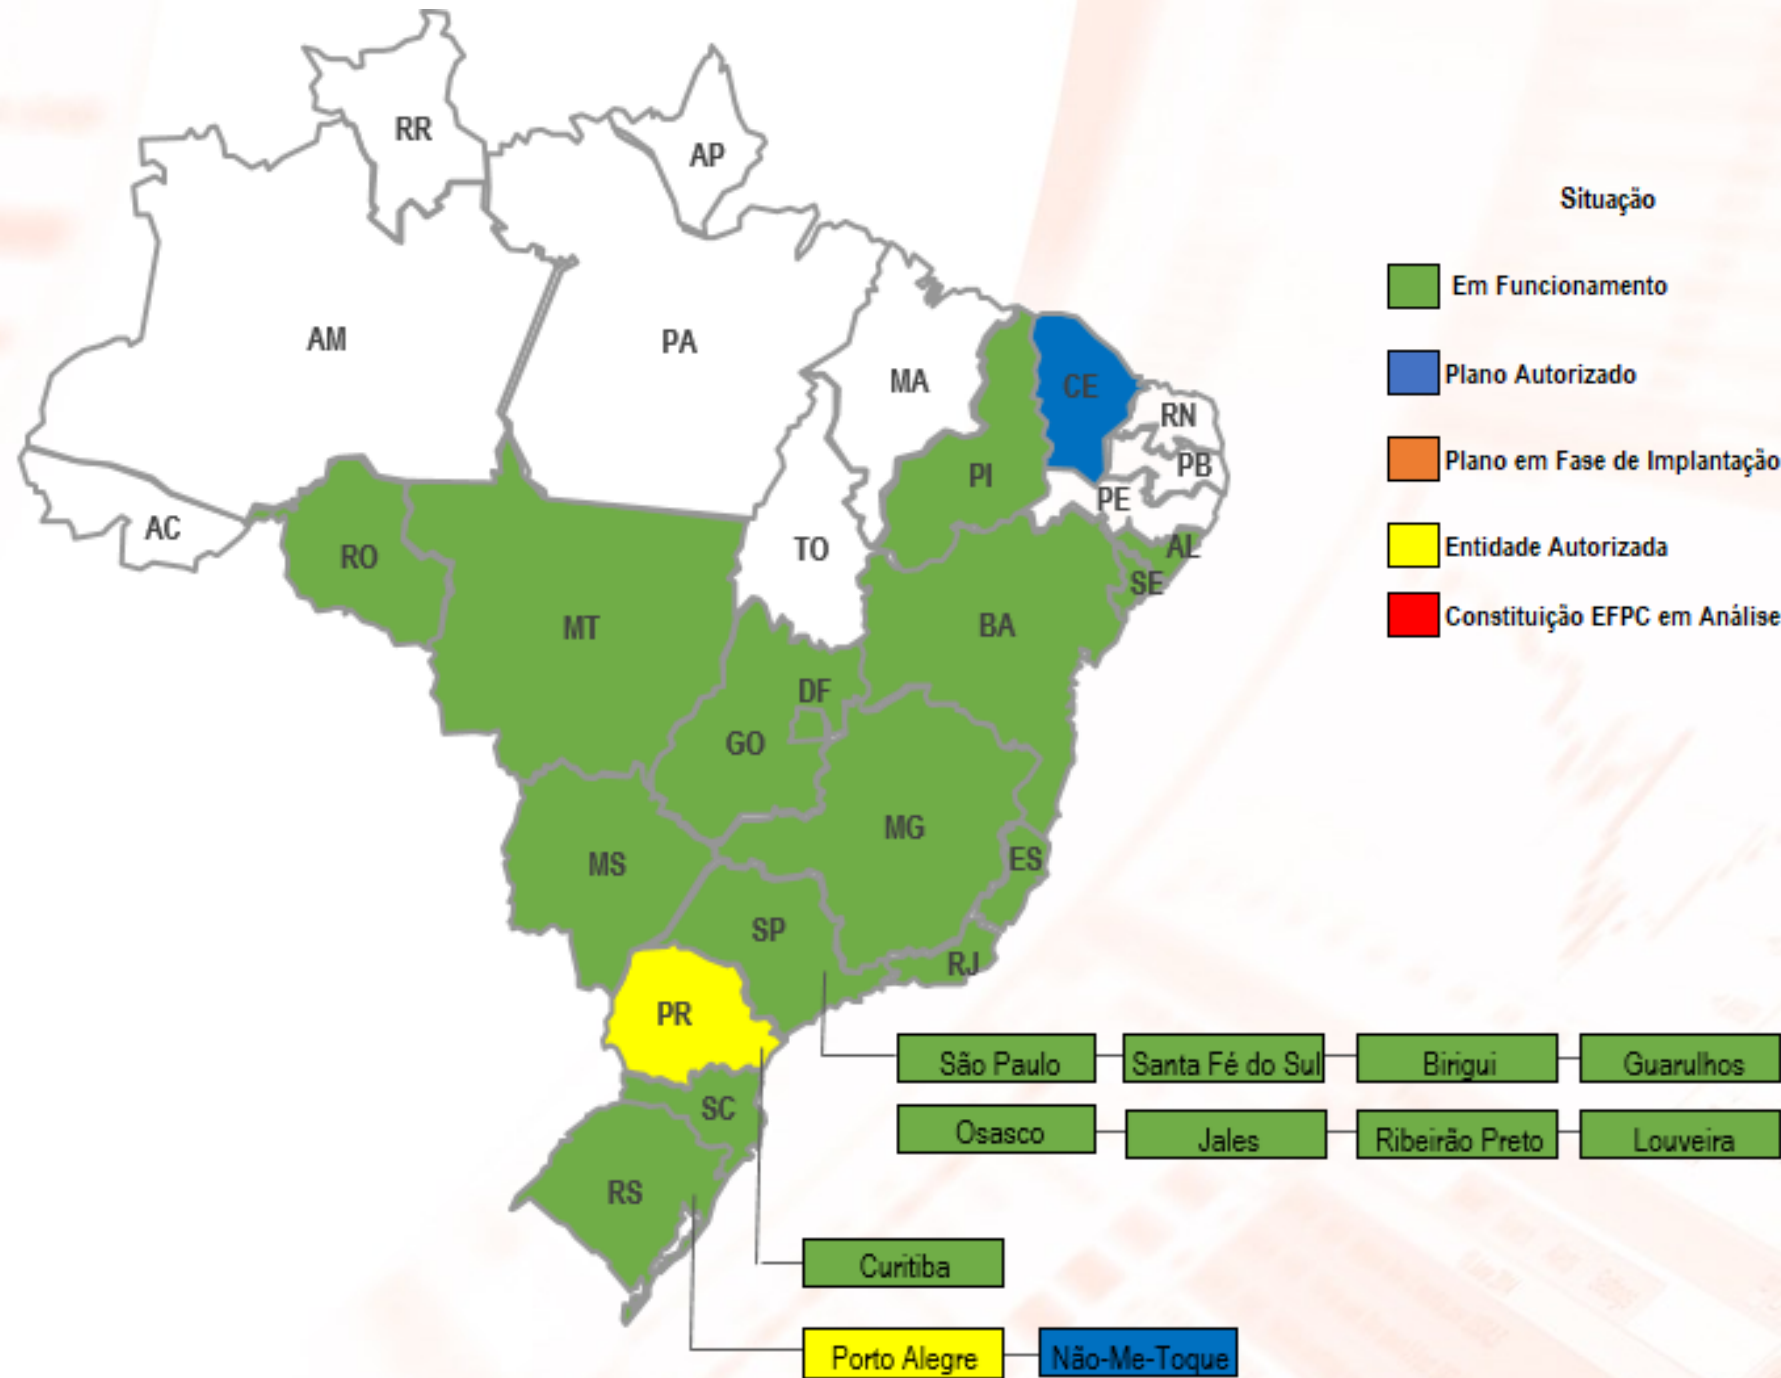 RR
AP
Situação
Em Funcionamento
AM
PA
MA
CE
Plano Autorizado
RN
PI
PB
Plano em Fase de Implantação
PE
AC
RO
TO
AL
Entidade Autorizada
SE
MT
BA
Constituição EFPC em Análise
DF
GO
MG
MS
ES
SP
RJ
PR
São Paulo
Santa Fé do Sul
Birigui
Guarulhos
SC
Osasco
Jales
Ribeirão Preto
Louveira
RS
Curitiba
Porto Alegre
Não-Me-Toque